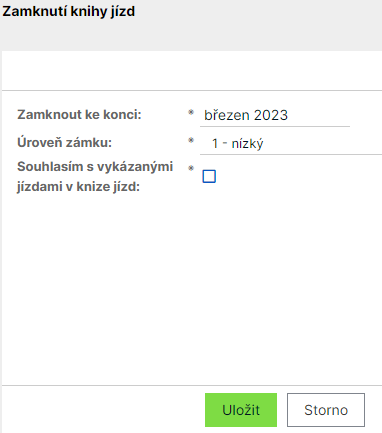 Zamknutí knihy jízd
Zamknout ke konci: * březen 2023
Úroveň zámku: * 1 - nízký
Souhlasím s vykázanými *
jízdami v knize jízd:
Uložit Storno